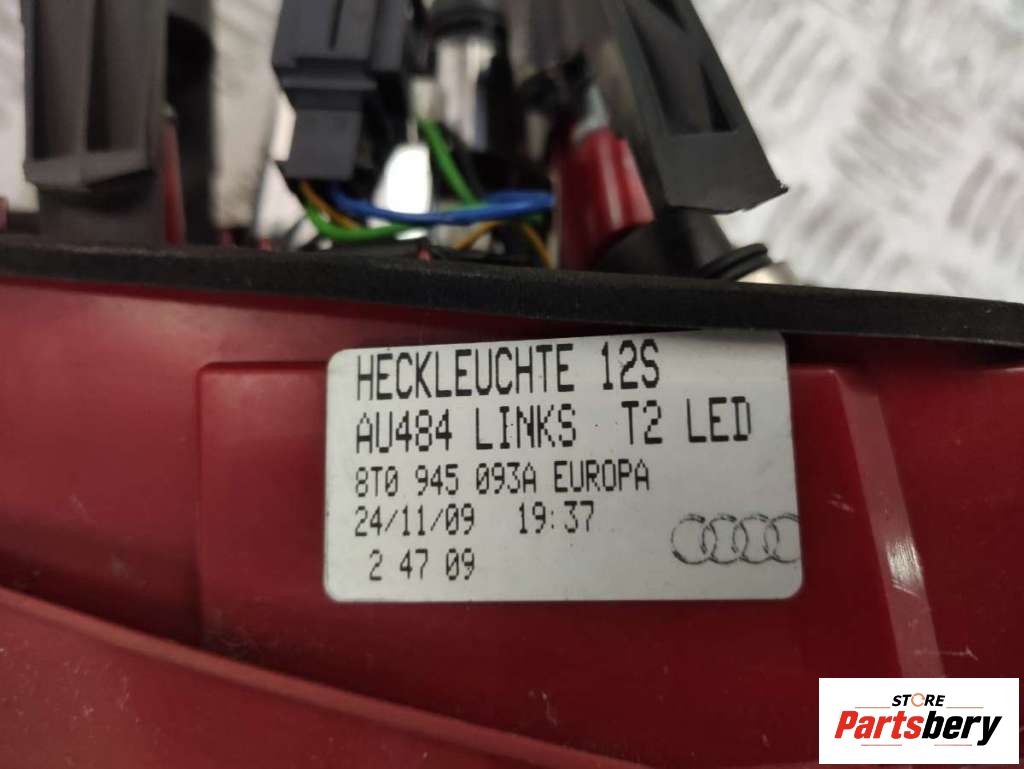 HECKLEUCHTE 12S
AU484 LINKS T2 LED
8T0 945 093A EUROPA
24/11/09 19:37
2 47 09
STORE
Partsbery